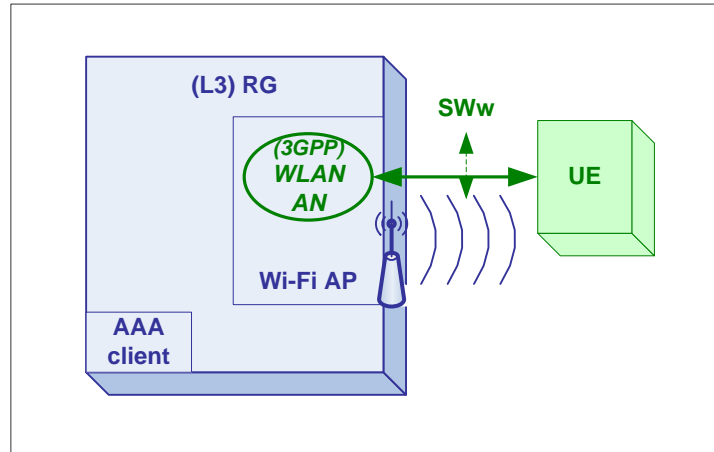 (L3) RG
SWw
(3GPP)
WLAN
AN
UE
Wi-Fi AP
AAA
client